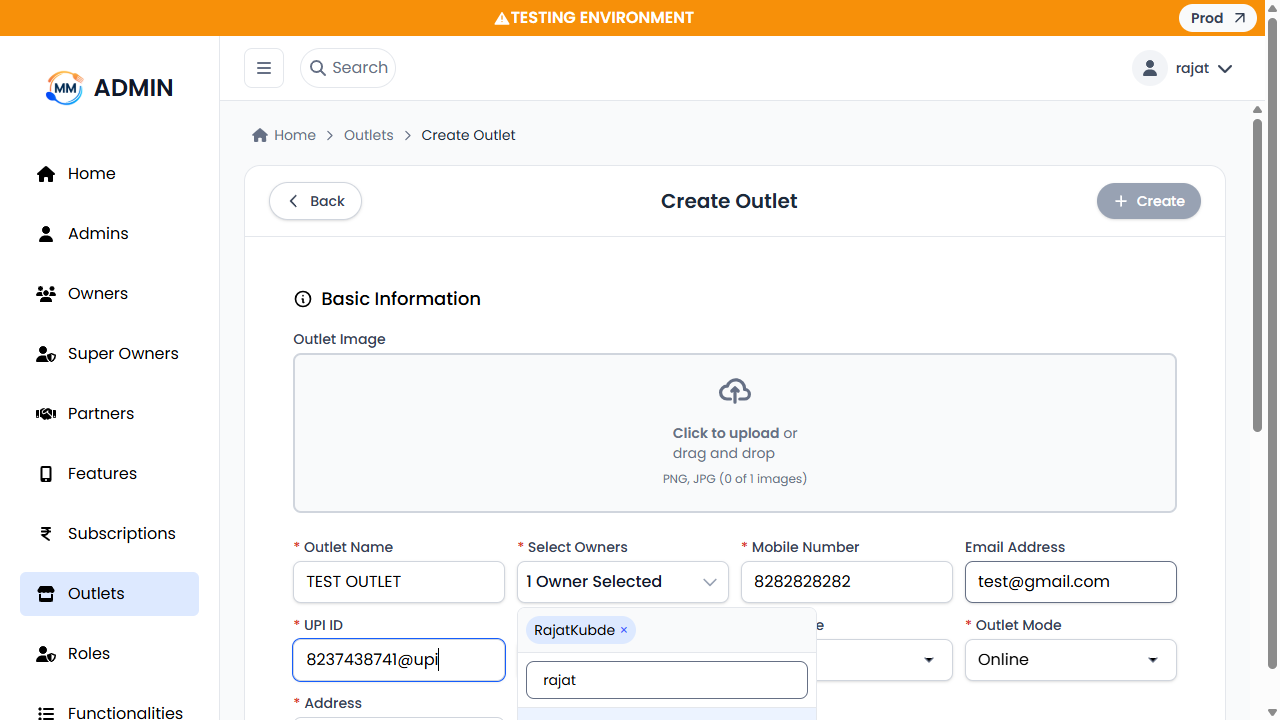 TESTING ENVIRONMENT
Prod
MM ADMIN
Search
rajat
Home
Admins
Owners
Super Owners
Partners
Features
Subscriptions
Outlets
Roles
Functionalities
Home > Outlets > Create Outlet
Back
Create Outlet
+ Create
Basic Information
Outlet Image
Click to upload or
drag and drop
PNG, JPG (0 of 1 images)
* Outlet Name
TEST OUTLET
* Select Owners
1 Owner Selected
* Mobile Number
8282828282
Email Address
test@gmail.com
* UPI ID
8237438741@upi
RajatKubde ×
rajat
* Outlet Mode
Online
* Address